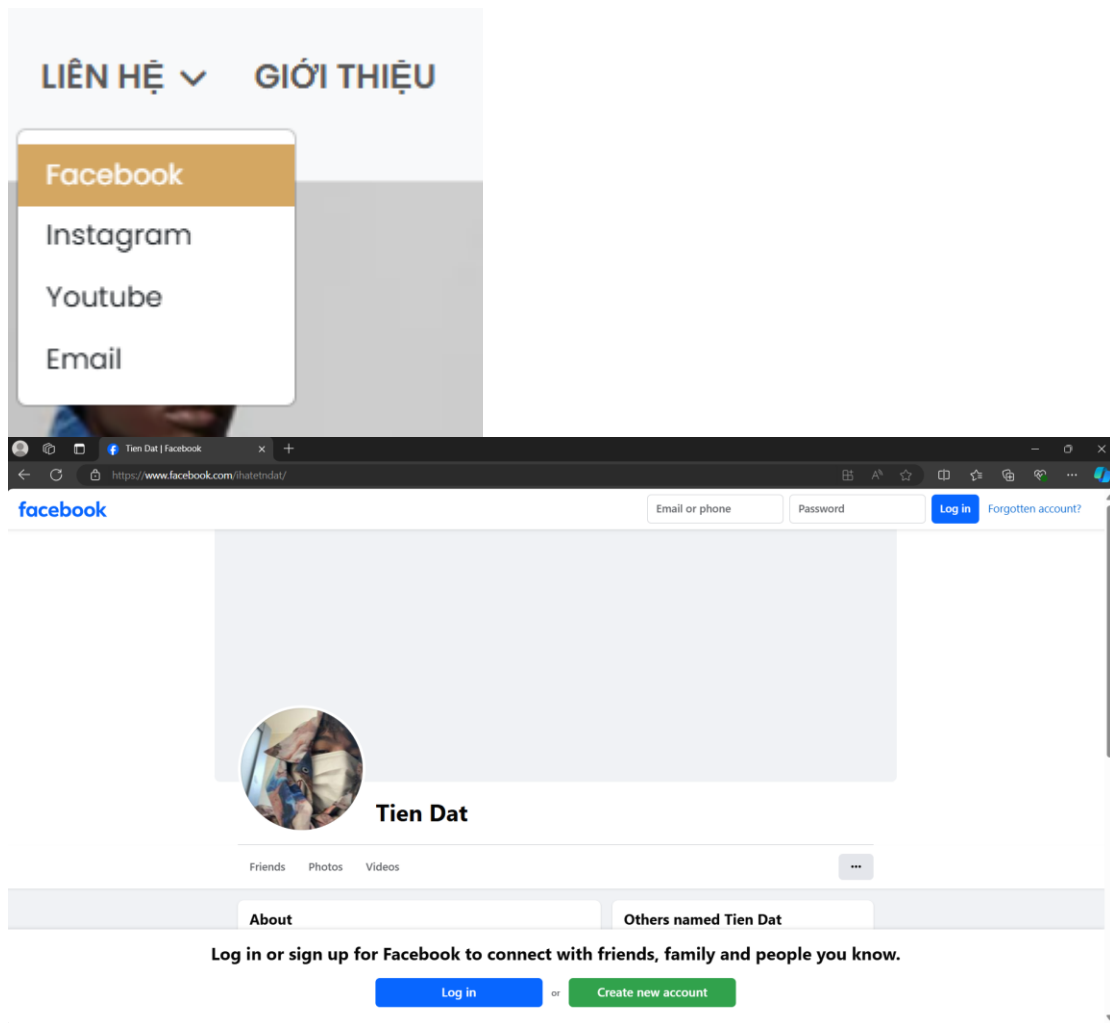 LIÊN HỆ GIỚI THIỆU
Facebook
Instagram
Youtube
Email
Tien Dat | Facebook
https://www.facebook.com/ihatetndat/
facebook Email or phone Password Log in Forgotten account?
Tien Dat
Friends Photos Videos ...
About Others named Tien Dat
Log in or sign up for Facebook to connect with friends, family and people you know.
Log in or Create new account